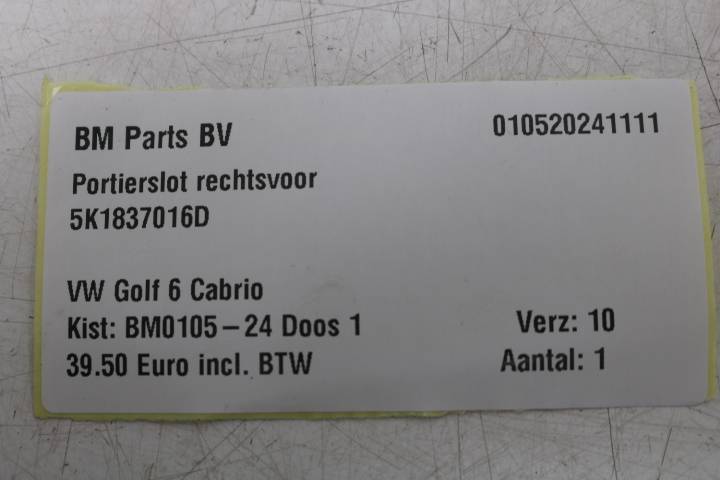 BM Parts BV 010520241111
Portierslot rechtsvoor
5K1837016D
VW Golf 6 Cabrio
Kist: BM0105-24 Doos 1 Verz: 10
39.50 Euro incl. BTW Aantal: 1